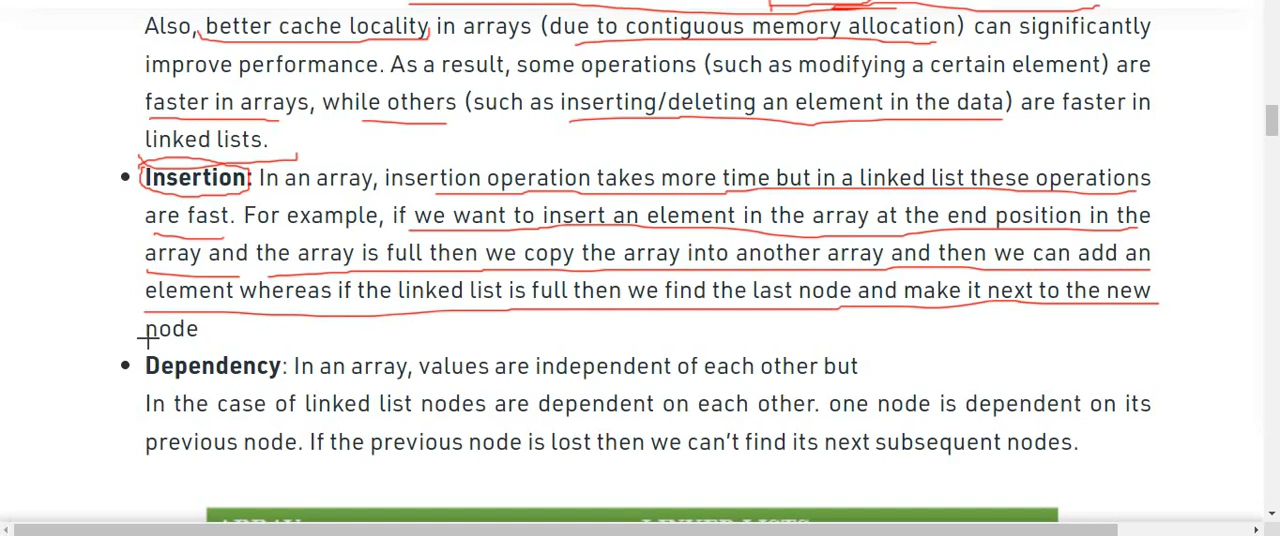 Also, better cache locality in arrays (due to contiguous memory allocation) can significantly
improve performance. As a result, some operations (such as modifying a certain element) are
faster in arrays, while others (such as inserting/deleting an element in the data) are faster in
linked lists.
• Insertion: In an array, insertion operation takes more time but in a linked list these operations
are fast. For example, if we want to insert an element in the array at the end position in the
array and the array is full then we copy the array into another array and then we can add an
element whereas if the linked list is full then we find the last node and make it next to the new
node
• Dependency: In an array, values are independent of each other but
In the case of linked list nodes are dependent on each other. one node is dependent on its
previous node. If the previous node is lost then we can't find its next subsequent nodes.
ARRAY LINKED LISTS